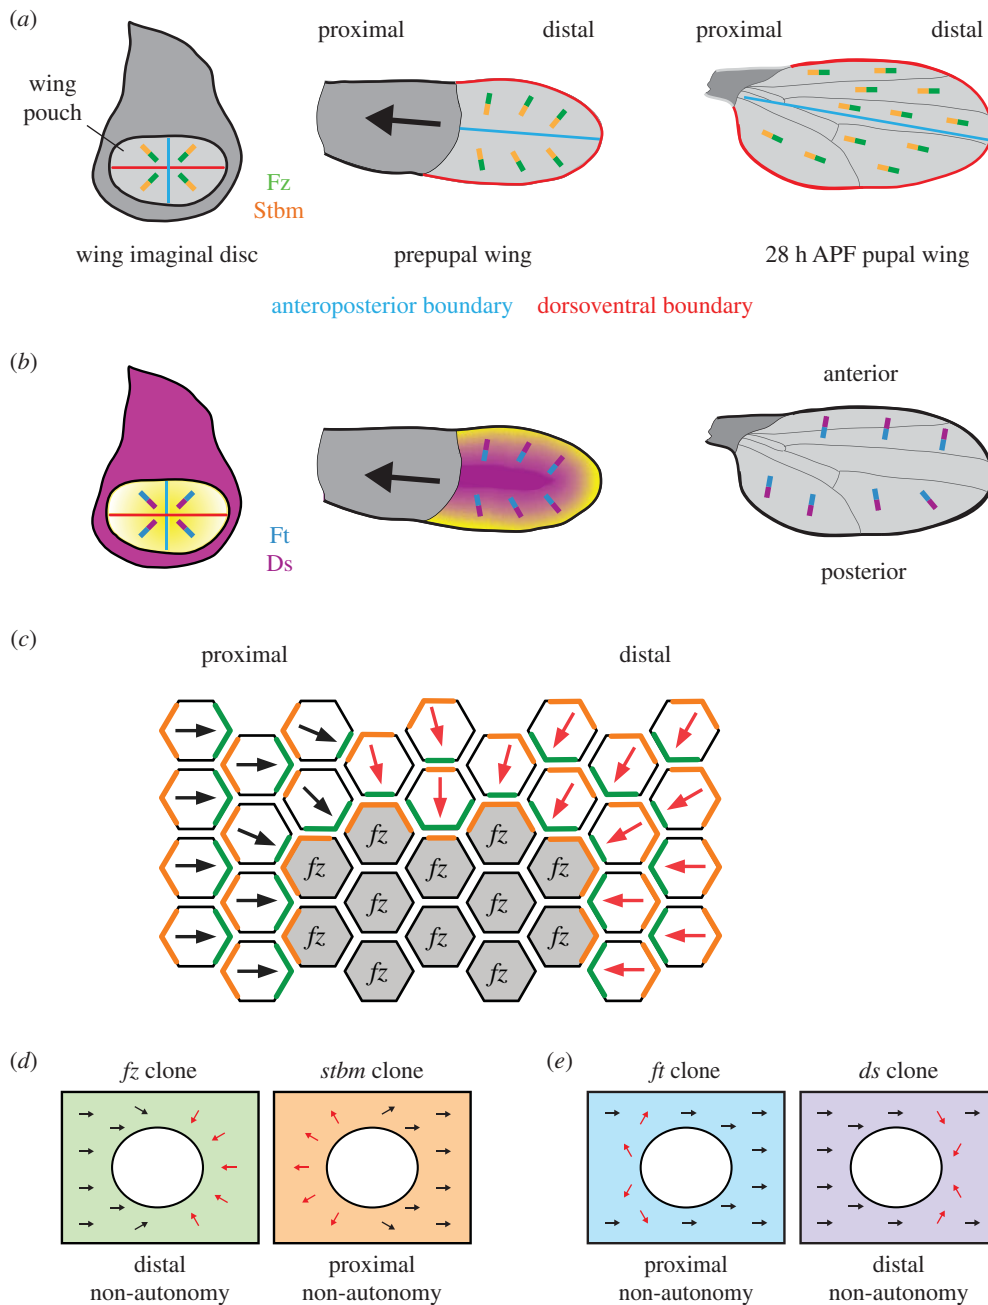 (a)
proximal distal
proximal distal
wing
pouch
Fz
Stbm
wing imaginal disc
prepupal wing
28 h APF pupal wing
anteroposterior boundary dorsoventral boundary
(b)
anterior
Ft
Ds
posterior
(c)
proximal distal
fz
fz
fz
fz
fz
fz
fz
fz
fz
fz
fz
fz
fz
(d)
fz clone
stbm clone
distal
non-autonomy
proximal
non-autonomy
(e)
ft clone
ds clone
proximal
non-autonomy
distal
non-autonomy